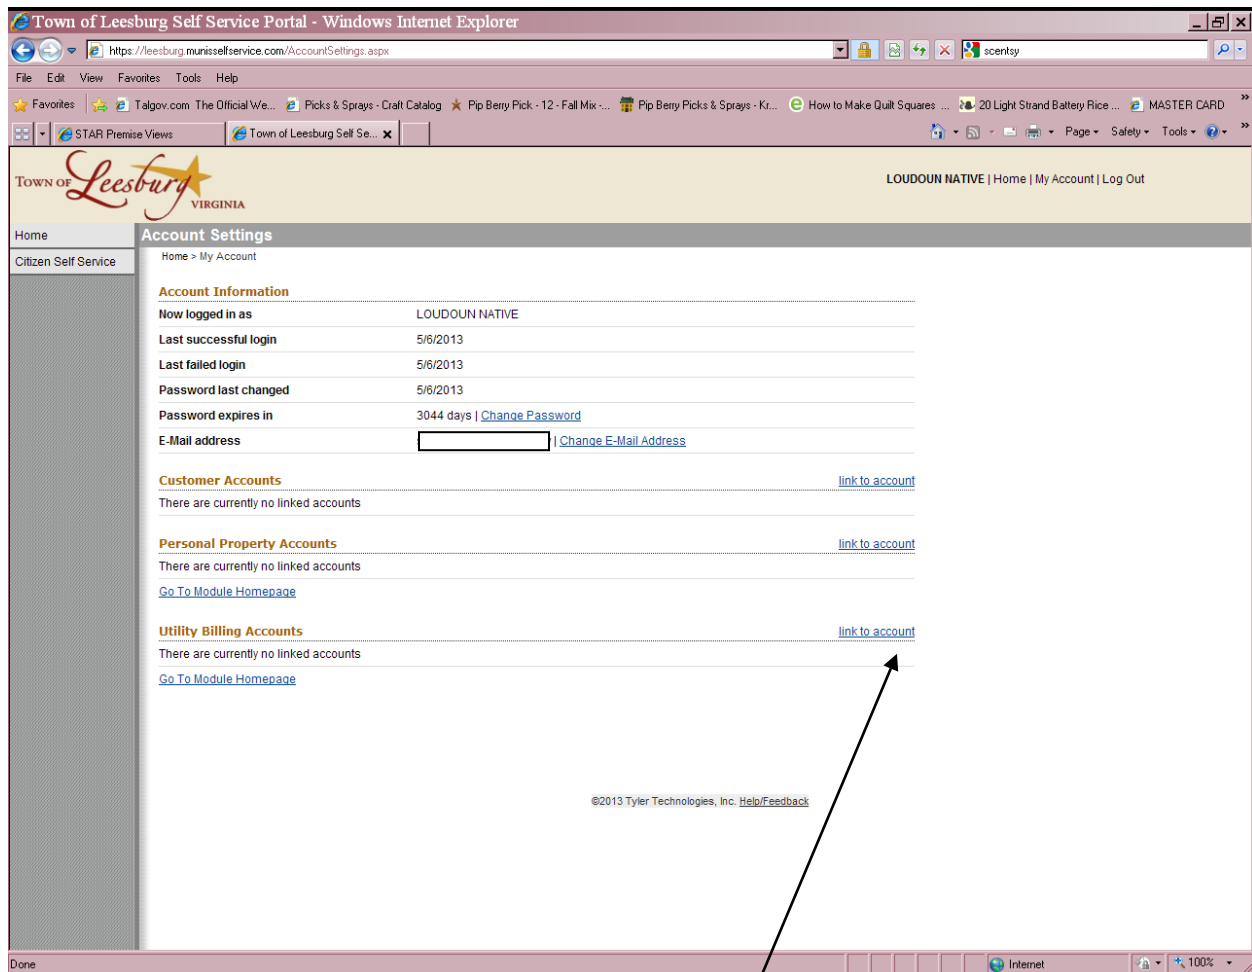 Town of Leesburg Self Service Portal - Windows Internet Explorer
https://leesburg.munisselfservice.com/AccountSettings.aspx
scentsy
File Edit View Favorites Tools Help
Favorites Talgov.com The Official We... Picks & Sprays - Craft Catalog Pip Berry Pick - 12 - Fall Mix -... Pip Berry Picks & Sprays - Kr... How to Make Quilt Squares ... 20 Light Strand Battery Rice ... MASTER CARD
STAR Premise Views Town of Leesburg Self Se... Page Safety Tools
TOWN OF Leesburg VIRGINIA
LOUDOUN NATIVE | Home | My Account | Log Out
Home
Account Settings
Citizen Self Service
Home > My Account
Account Information
Now logged in as LOUDOUN NATIVE
Last successful login 5/6/2013
Last failed login 5/6/2013
Password last changed 5/6/2013
Password expires in 3044 days | Change Password
E-Mail address | Change E-Mail Address
Customer Accounts link to account
There are currently no linked accounts
Personal Property Accounts link to account
There are currently no linked accounts
Go To Module Homepage
Utility Billing Accounts link to account
There are currently no linked accounts
Go To Module Homepage
©2013 Tyler Technologies, Inc. Help/Feedback
Done Internet 100%